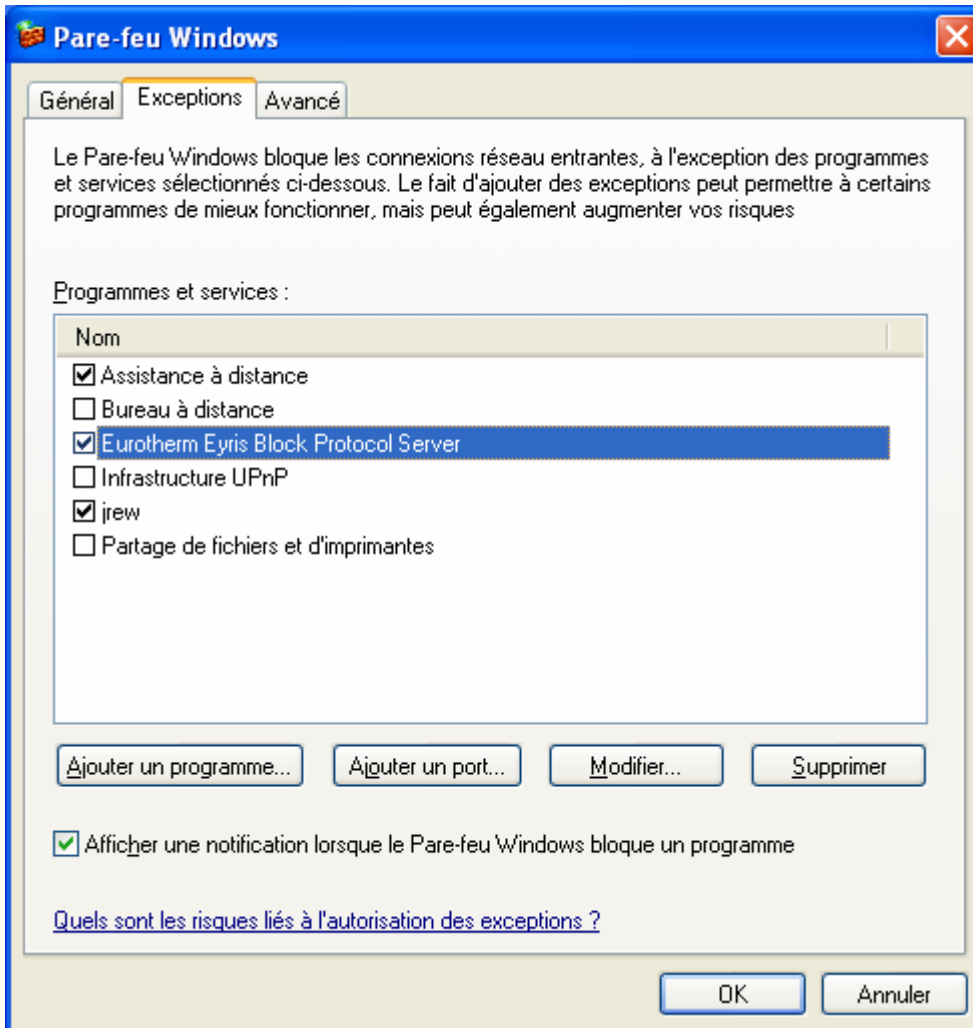 Pare-feu Windows
Général
Exceptions
Avancé
Le Pare-feu Windows bloque les connexions réseau entrantes, à l'exception des programmes
et services sélectionnés ci-dessous. Le fait d'ajouter des exceptions peut permettre à certains
programmes de mieux fonctionner, mais peut également augmenter vos risques
Programmes et services :
Nom
Assistance à distance
Bureau à distance
Eurotherm Eyris Block Protocol Server
Infrastructure UPnP
jrew
Partage de fichiers et d'imprimantes
Ajouter un programme...
Ajouter un port...
Modifier...
Supprimer
Afficher une notification lorsque le Pare-feu Windows bloque un programme
Quels sont les risques liés à l'autorisation des exceptions ?
OK
Annuler